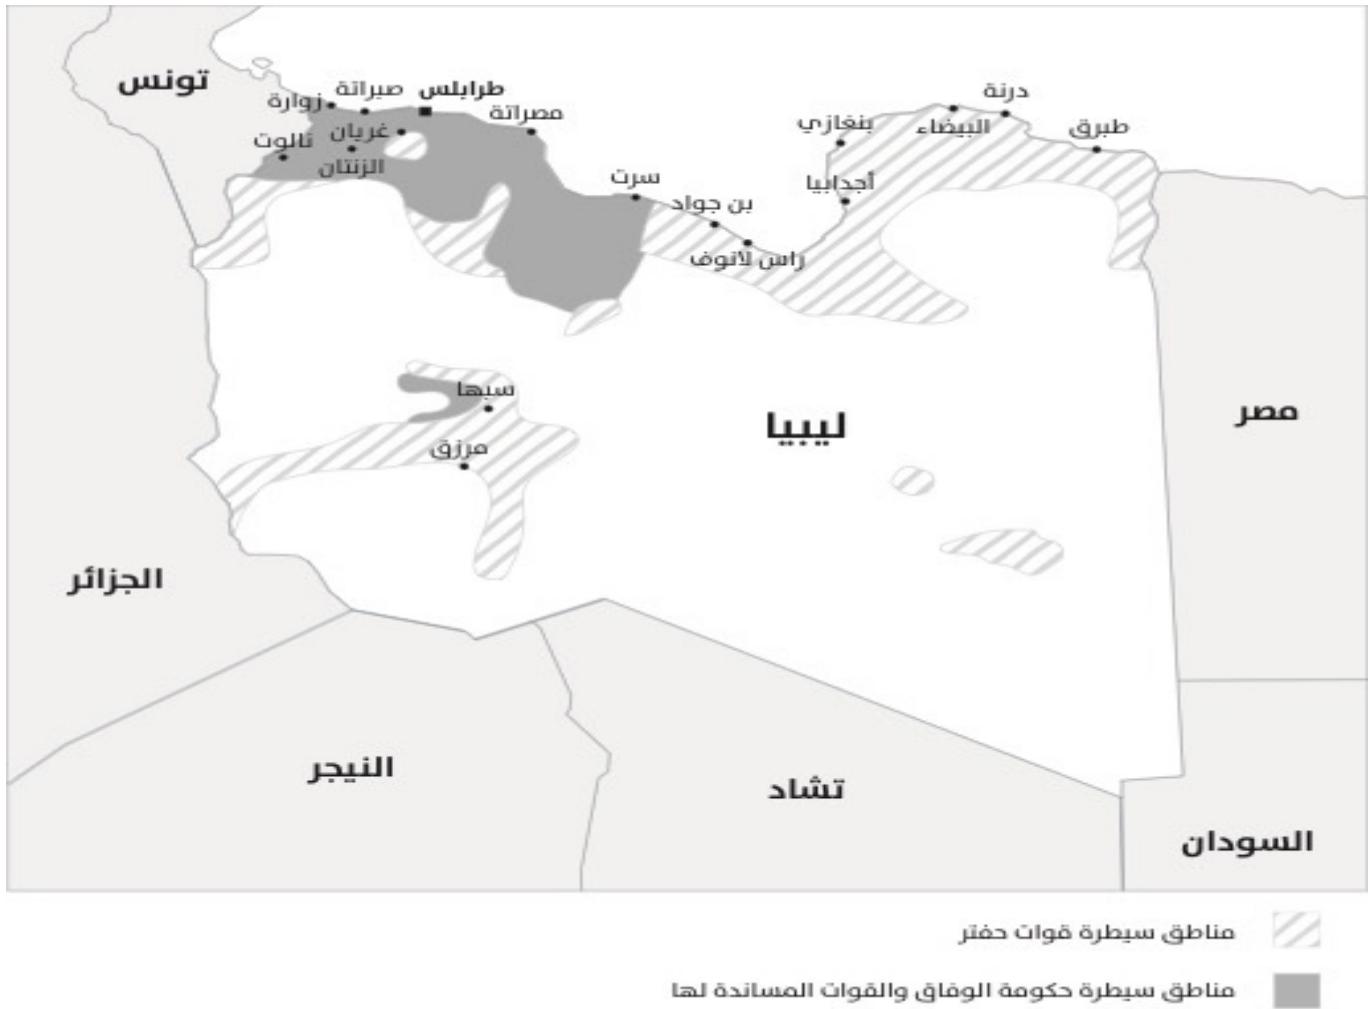 تونس
طرابلس
صبراتة
زوارة
مصراتة
غريان
نالوت
الزنتان
درنة
البيضاء
طبرق
بنغازي
أجدابيا
سرت
بن جواد
راس لانوف
سبها
مرزق
ليبيا
مصر
الجزائر
النيجر
تشاد
السودان
مناطق سيطرة قوات حفتر
مناطق سيطرة حكومة الوفاق والقوات المساندة لها